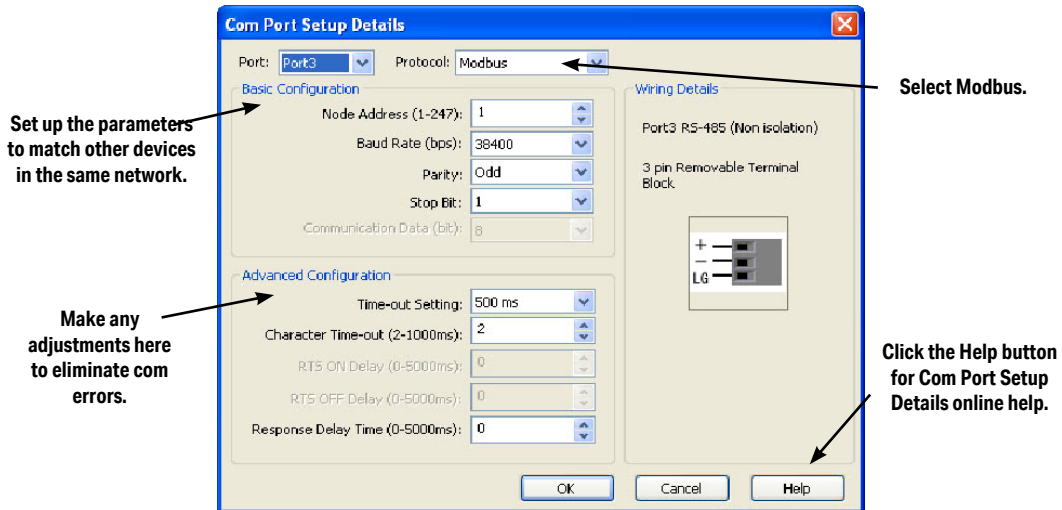 Com Port Setup Details
Port: Port3 Protocol: Modbus
Select Modbus.
Set up the parameters
to match other devices
in the same network.
Basic Configuration
Node Address (1-247): 1
Baud Rate (bps): 38400
Parity: Odd
Stop Bit: 1
Communication Data (bit): 8
Wiring Details
Port3 RS-485 (Non isolation)
3 pin Removable Terminal
Block
+
−
LG
Make any
adjustments here
to eliminate com
errors.
Advanced Configuration
Time-out Setting: 500 ms
Character Time-out (2-1000ms): 2
RTS ON Delay (0-5000ms): 0
RTS OFF Delay (0-5000ms): 0
Response Delay Time (0-5000ms): 0
Click the Help button
for Com Port Setup
Details online help.
OK Cancel Help